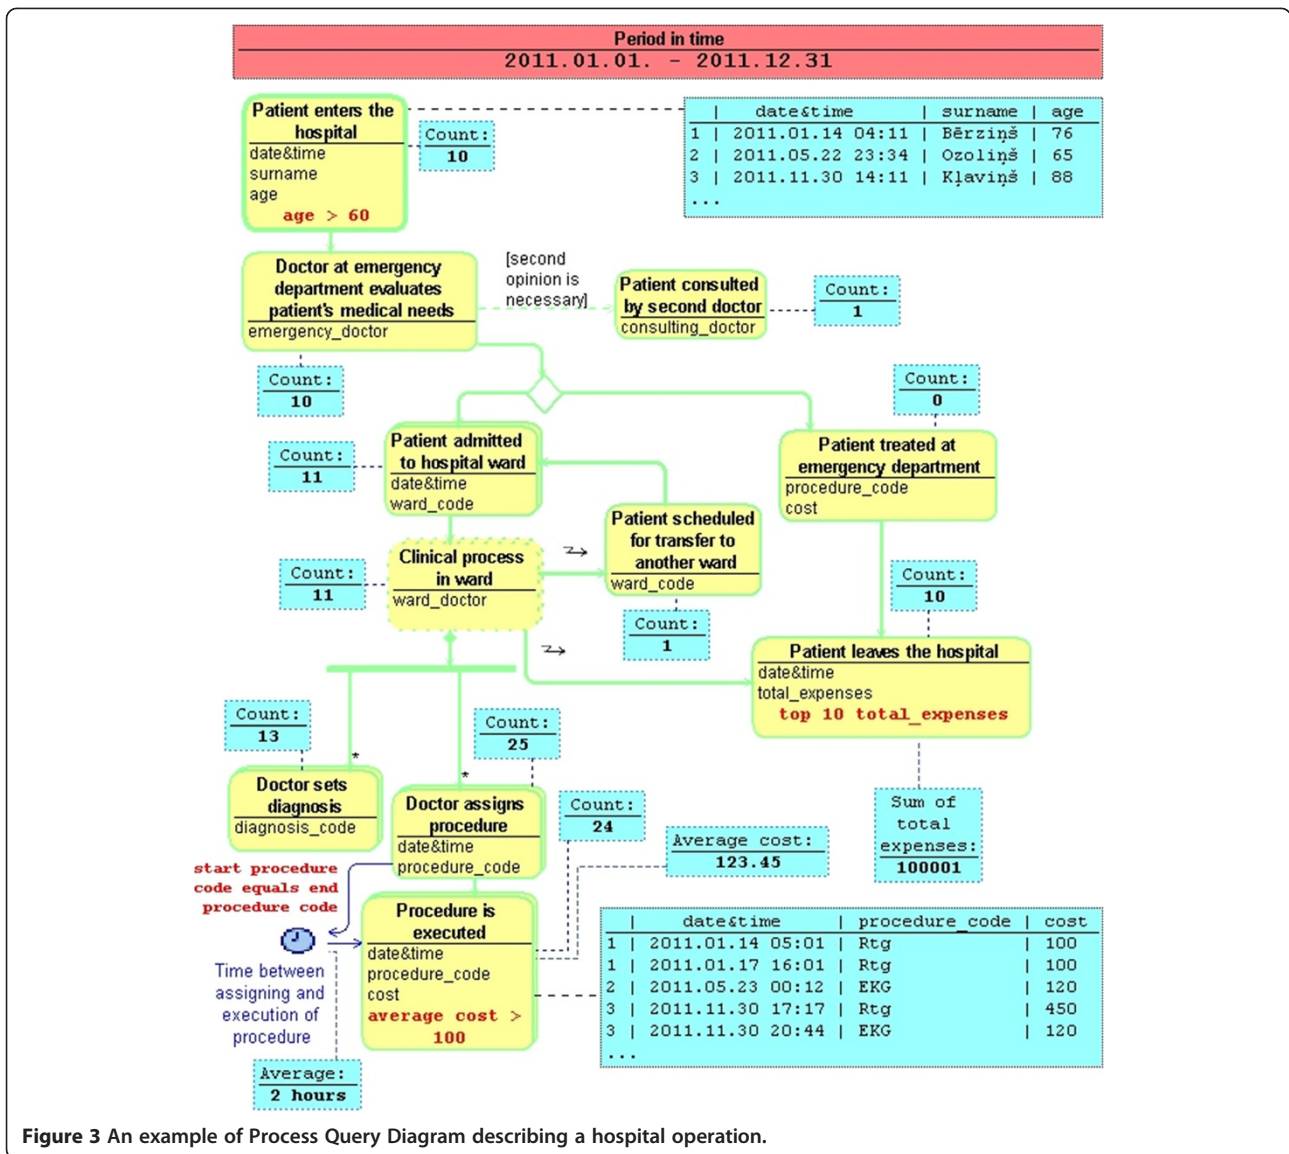 Period in time
2011.01.01. - 2011.12.31
Patient enters the
hospital
date&time
surname
age
age > 60
Count:
10
| date&time | surname | age
1 | 2011.01.14 04:11 | Bērziņš | 76
2 | 2011.05.22 23:34 | Ozoliņš | 65
3 | 2011.11.30 14:11 | Kļaviņš | 88
...
Doctor at emergency
department evaluates
patient's medical needs
emergency_doctor
[second
opinion is
necessary]
Patient consulted
by second doctor
consulting_doctor
Count:
1
Count:
10
Count:
0
Patient admitted
to hospital ward
date&time
ward_code
Count:
11
Patient treated at
emergency department
procedure_code
cost
Patient scheduled
for transfer to
another ward
ward_code
Clinical process
in ward
ward_doctor
Count:
11
Count:
10
Count:
1
Patient leaves the hospital
date&time
total_expenses
top 10 total_expenses
Count:
13
Count:
25
*
*
Doctor sets
diagnosis
diagnosis_code
Doctor assigns
procedure
date&time
procedure_code
Count:
24
Average cost:
123.45
Sum of
total
expenses:
100001
start procedure
code equals end
procedure code
Procedure is
executed
date&time
procedure_code
cost
average cost >
100
Time between
assigning and
execution of
procedure
Average:
2 hours
| date&time | procedure_code | cost
1 | 2011.01.14 05:01 | Rtg | 100
1 | 2011.01.17 16:01 | Rtg | 100
2 | 2011.05.23 00:12 | EKG | 120
3 | 2011.11.30 17:17 | Rtg | 450
3 | 2011.11.30 20:44 | EKG | 120
...
Figure 3 An example of Process Query Diagram describing a hospital operation.